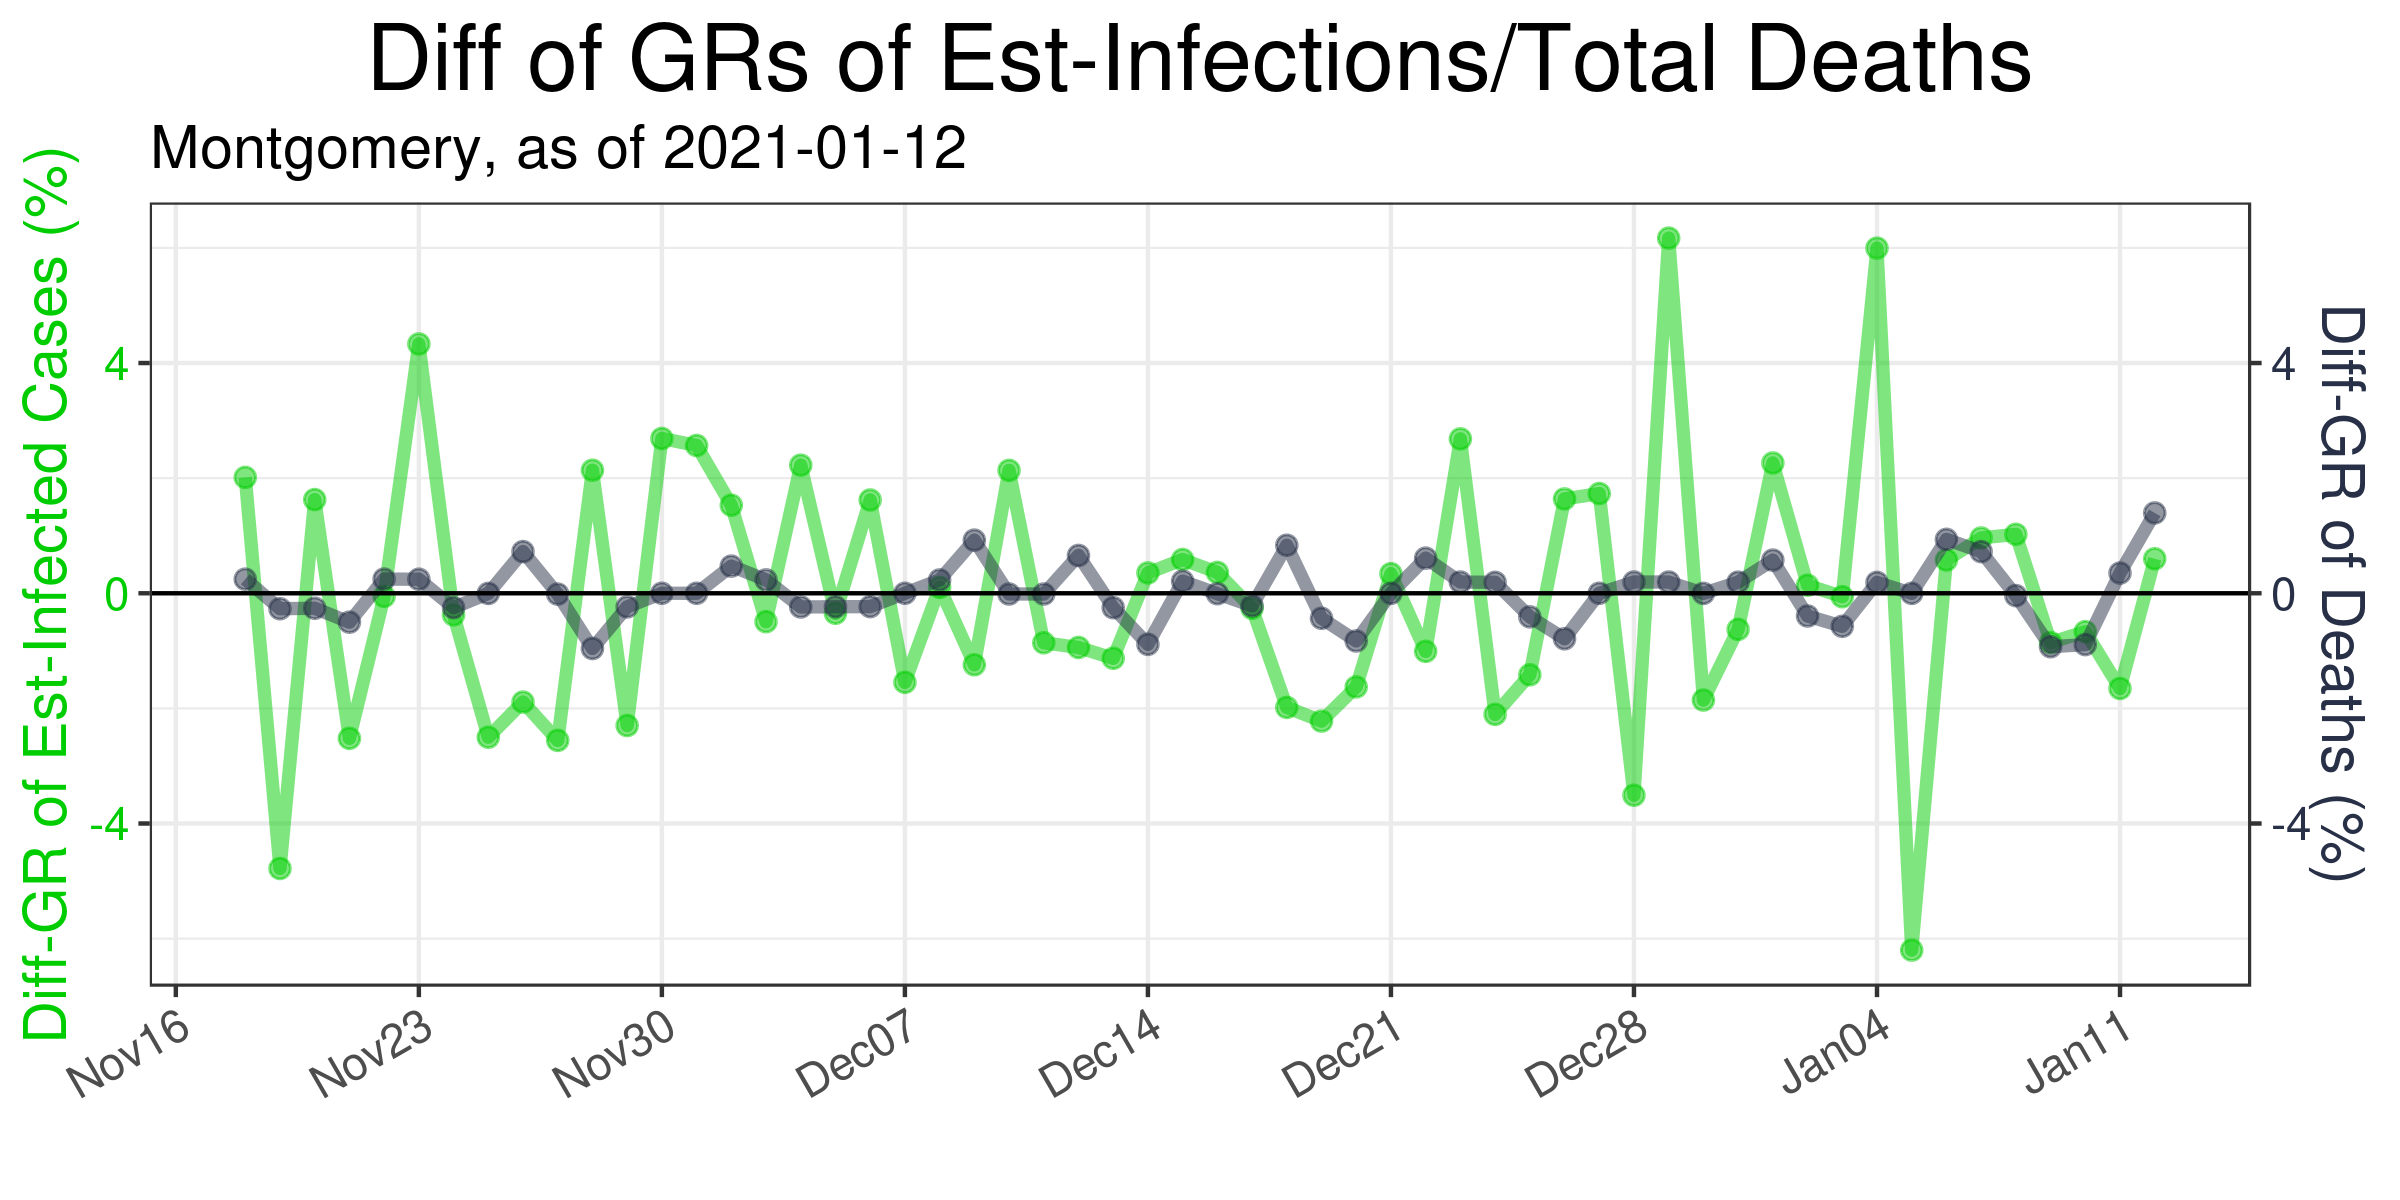 Diff of GRs of Est-Infections/Total Deaths
Montgomery, as of 2021-01-12
Diff-GR of Est-Infected Cases (%)
4
0
-4
4
0
-4
Diff-GR of Deaths (%)
Nov16
Nov23
Nov30
Dec07
Dec14
Dec21
Dec28
Jan04
Jan11